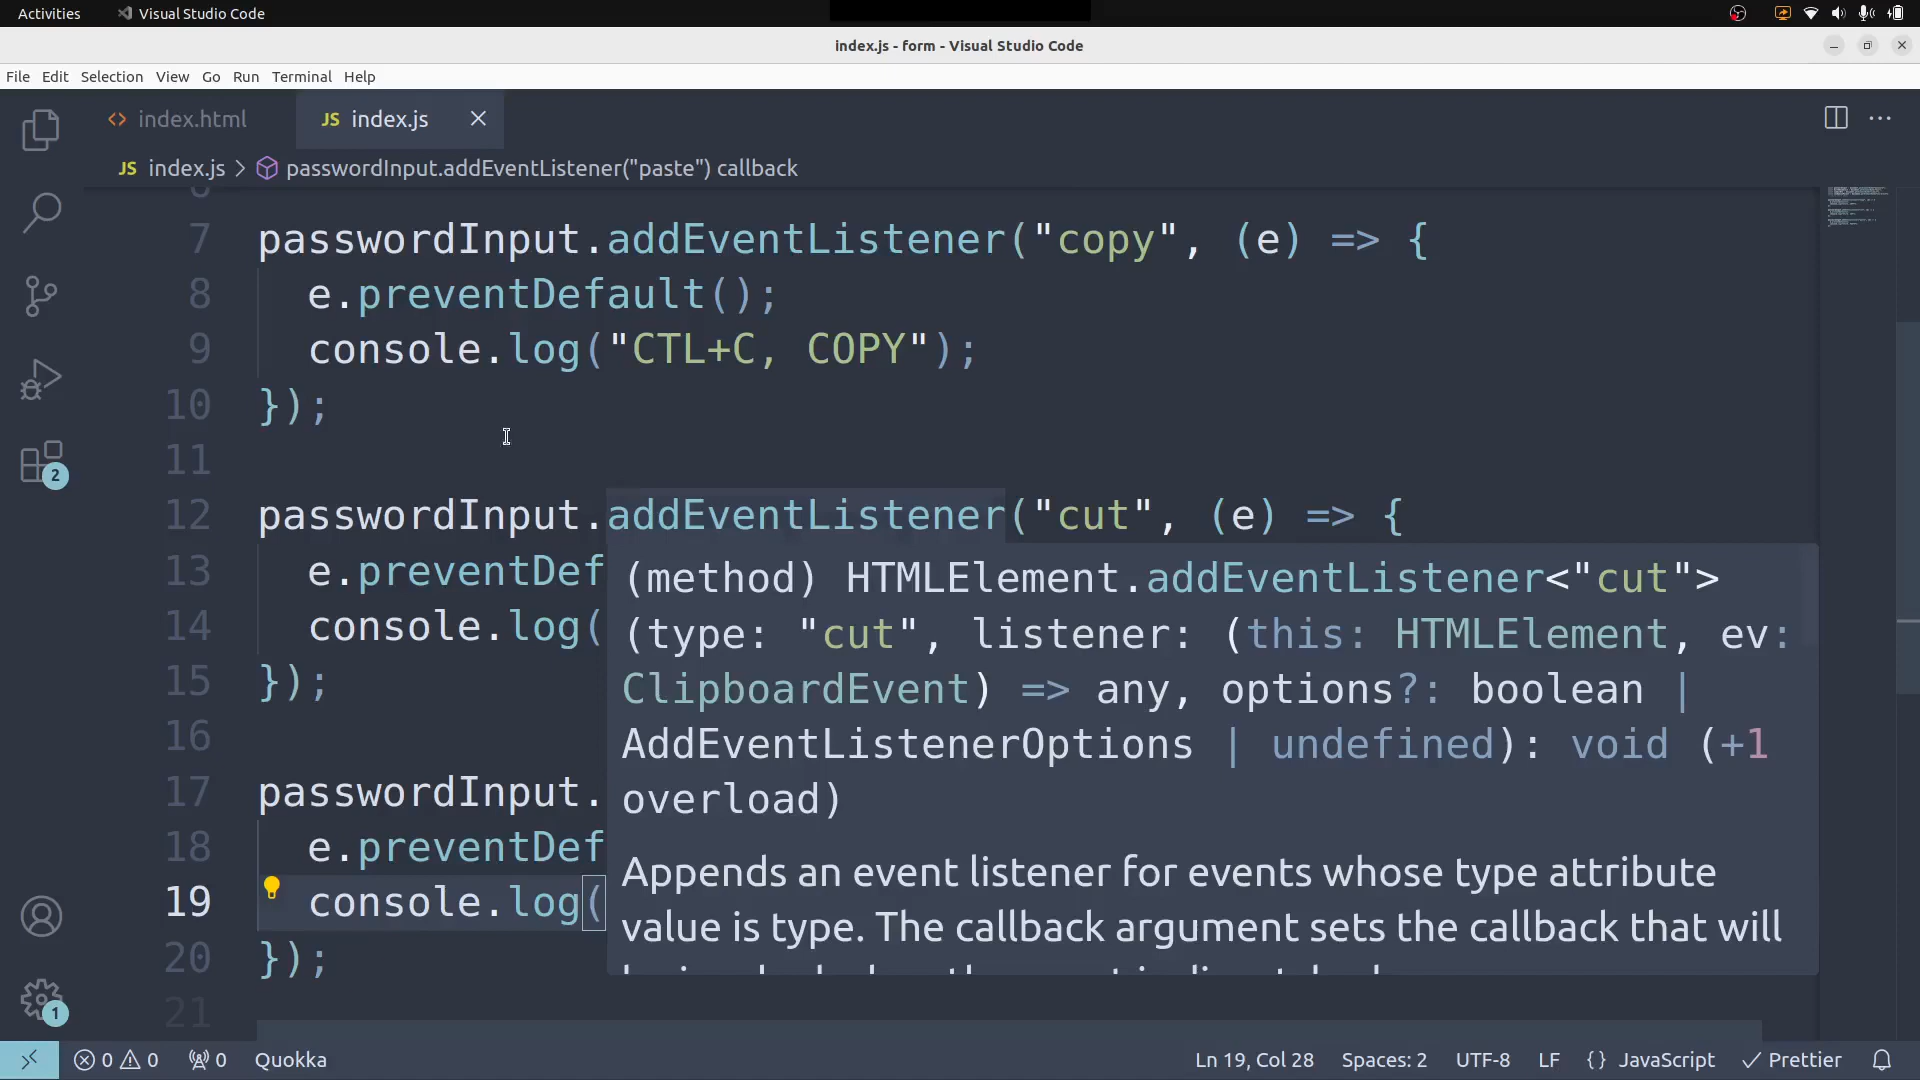 Activities
Visual Studio Code
index.js - form - Visual Studio Code
File Edit Selection View Go Run Terminal Help
<> index.html
JS index.js
JS index.js > passwordInput.addEventListener("paste") callback
7 passwordInput.addEventListener("copy", (e) => {
8 e.preventDefault();
9 console.log("CTL+C, COPY");
10 });
11
12 passwordInput.addEventListener("cut", (e) => {
13 e.preventDef
14 console.log(
15 });
16
17 passwordInput.
18 e.preventDef
19 console.log(
20 });
21
(method) HTMLElement.addEventListener<"cut">
(type: "cut", listener: (this: HTMLElement, ev:
ClipboardEvent) => any, options?: boolean |
AddEventListenerOptions | undefined): void (+1
overload)
Appends an event listener for events whose type attribute
value is type. The callback argument sets the callback that will
2
1
0 0 0 Quokka
Ln 19, Col 28 Spaces: 2 UTF-8 LF {} JavaScript Prettier